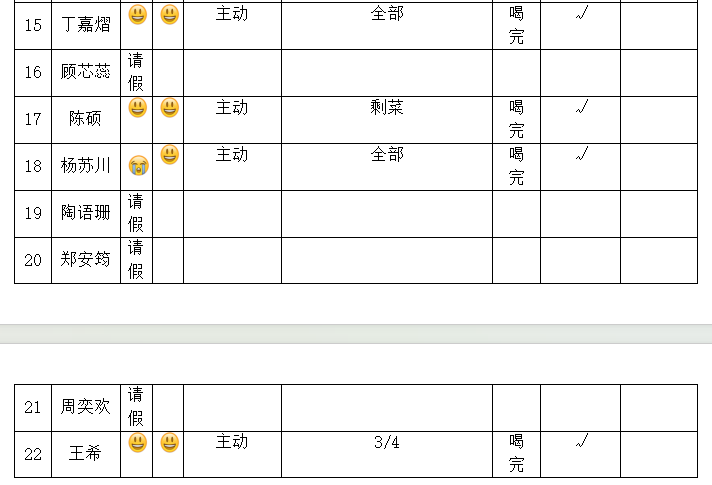 15 丁嘉熠 😃 😃 主动 全部 喝完 √
16 顾芯蕊 请假
17 陈硕 😃 😃 主动 剩菜 喝完 √
18 杨苏川 😭 😃 主动 全部 喝完 √
19 陶语珊 请假
20 郑安筠 请假
21 周奕欢 请假
22 王希 😃 😃 主动 3/4 喝完 √